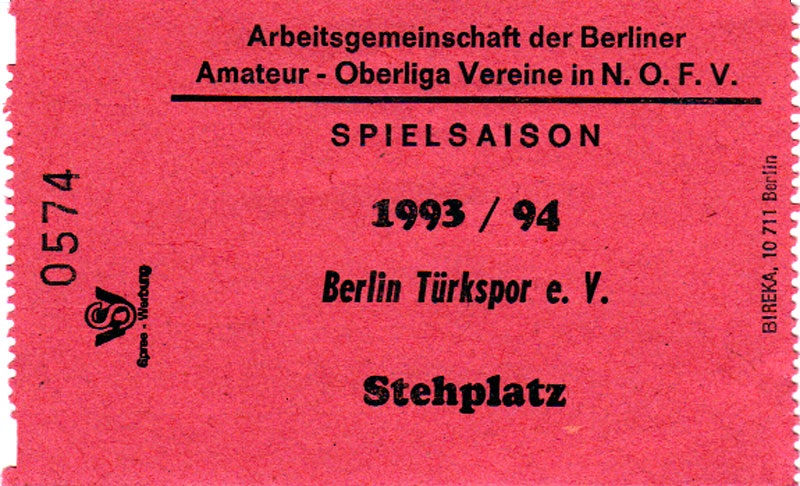 Arbeitsgemeinschaft der Berliner
Amateur - Oberliga Vereine in N. O. F. V.
SPIELSAISON
1993 / 94
Berlin Türkspor e. V.
Stehplatz
0574
VSV
Spree - Werbung
BIREKA, 10 711 Berlin